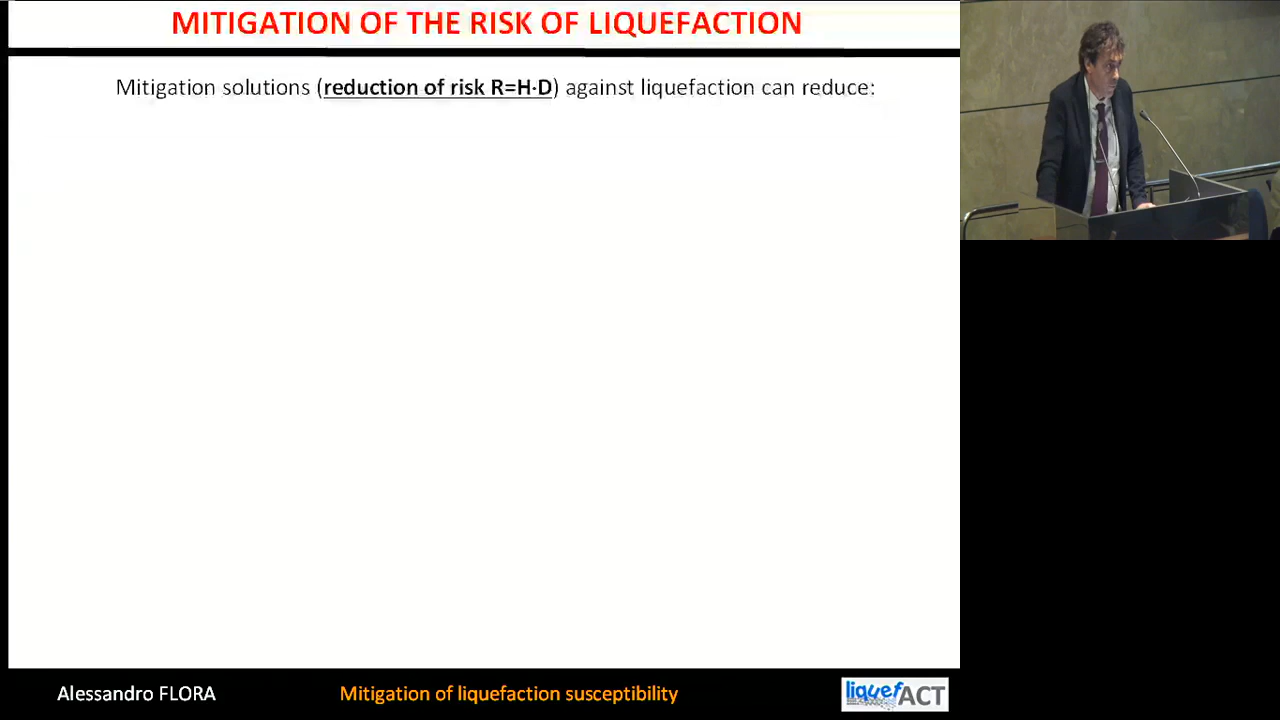 MITIGATION OF THE RISK OF LIQUEFACTION
Mitigation solutions (reduction of risk R=H·D) against liquefaction can reduce:
Alessandro FLORA
Mitigation of liquefaction susceptibility
liquefACT